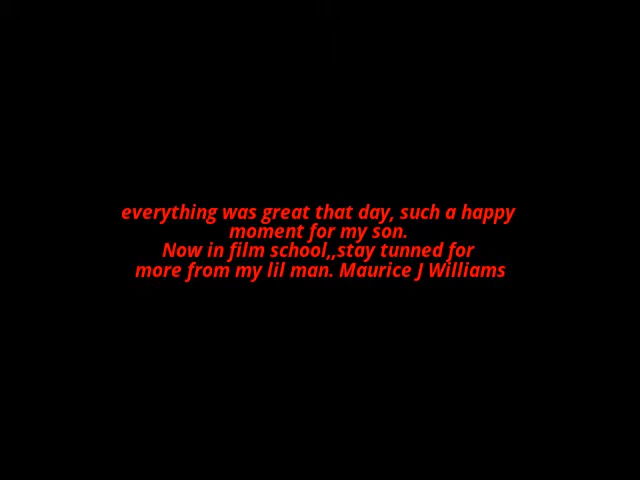 everything was great that day, such a happy
moment for my son.
Now in film school,,stay tunned for
more from my lil man. Maurice J Williams